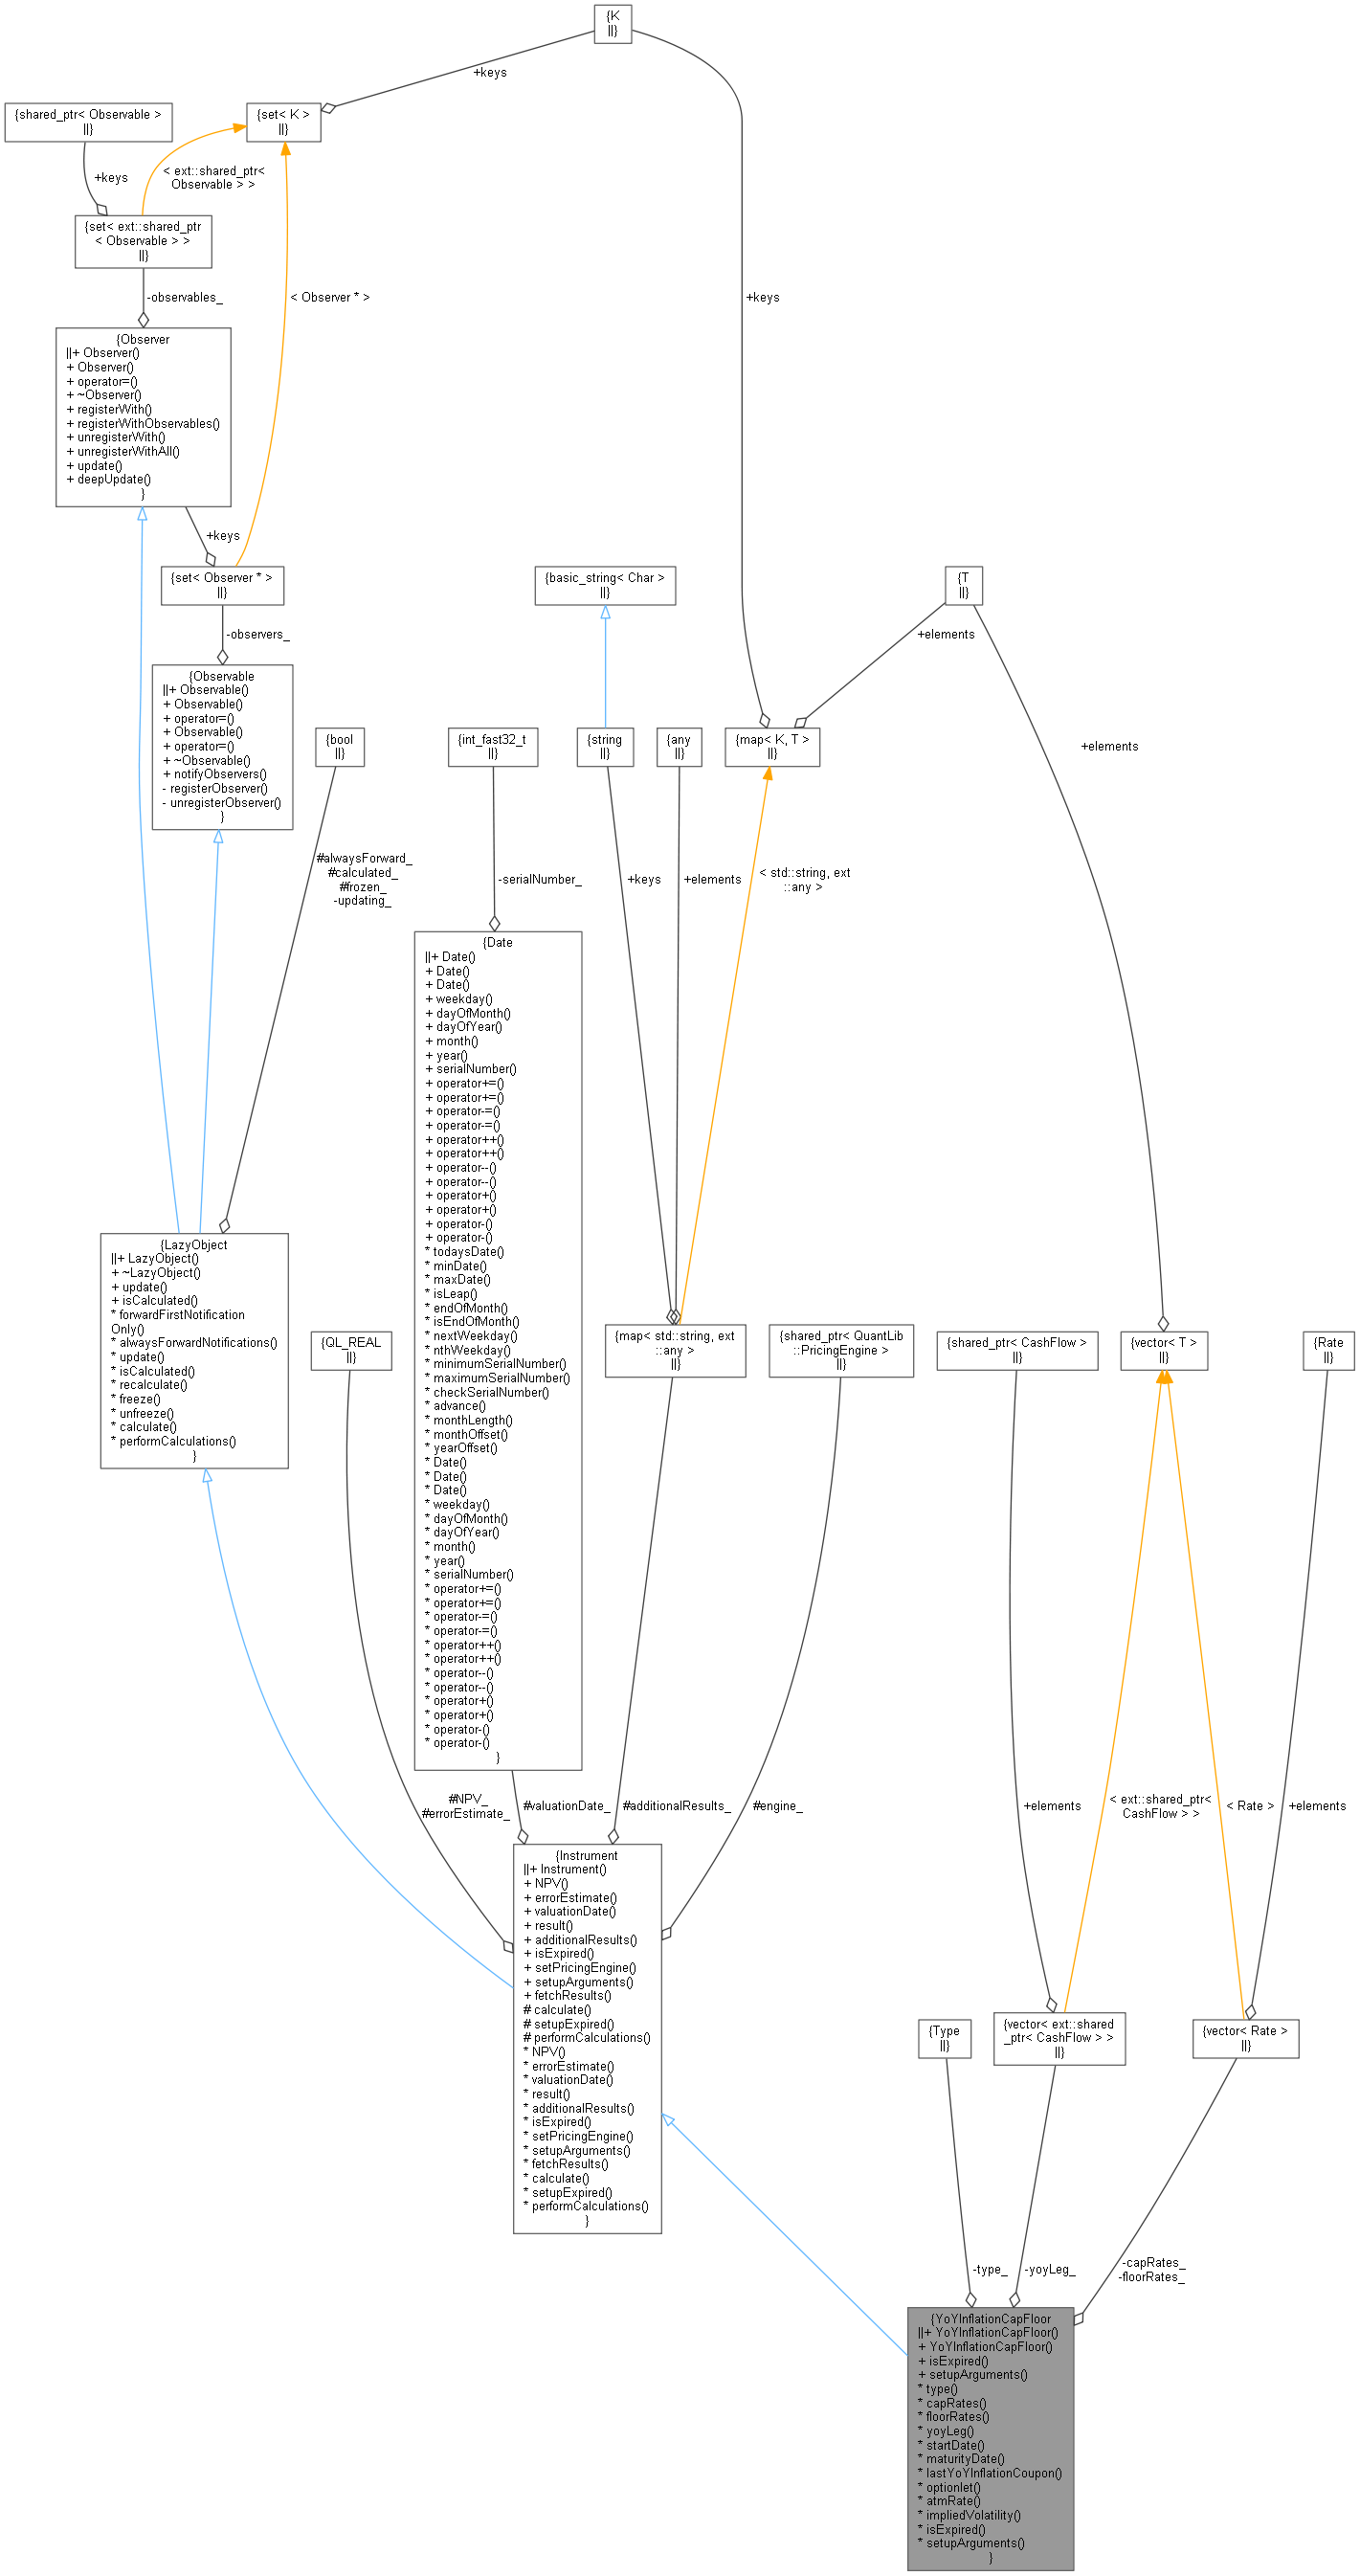 {K
||}
+keys
{shared_ptr< Observable >
||}
{set< K >
||}
+keys
< ext::shared_ptr<
Observable > >
{set< ext::shared_ptr
< Observable > >
||}
-observables_
< Observer * >
+keys
{Observer
||+ Observer()
+ Observer()
+ operator=()
+ ~Observer()
+ registerWith()
+ registerWithObservables()
+ unregisterWith()
+ unregisterWithAll()
+ update()
+ deepUpdate()
}
+keys
{set< Observer * >
||}
{basic_string< Char >
||}
{T
||}
-observers_
+elements
{Observable
||+ Observable()
+ Observable()
+ operator=()
+ Observable()
+ operator=()
+ ~Observable()
+ notifyObservers()
- registerObserver()
- unregisterObserver()
}
{bool
||}
{int_fast32_t
||}
{string
||}
{any
||}
{map< K, T >
||}
+elements
#alwaysForward_
#calculated_
#frozen_
-updating_
-serialNumber_
+keys
+elements
< std::string, ext
::any >
{Date
||+ Date()
+ Date()
+ Date()
+ weekday()
+ dayOfMonth()
+ dayOfYear()
+ month()
+ year()
+ serialNumber()
+ operator+=()
+ operator+=()
+ operator-=()
+ operator-=()
+ operator++()
+ operator++()
+ operator--()
+ operator--()
+ operator+()
+ operator+()
+ operator-()
+ operator-()
* todaysDate()
* minDate()
* maxDate()
* isLeap()
* endOfMonth()
* isEndOfMonth()
* nextWeekday()
* nthWeekday()
* minimumSerialNumber()
* maximumSerialNumber()
* checkSerialNumber()
* advance()
* monthLength()
* monthOffset()
* yearOffset()
* Date()
* Date()
* Date()
* weekday()
* dayOfMonth()
* dayOfYear()
* month()
* year()
* serialNumber()
* operator+=()
* operator+=()
* operator-=()
* operator-=()
* operator++()
* operator++()
* operator--()
* operator--()
* operator+()
* operator+()
* operator-()
* operator-()
}
{LazyObject
||+ LazyObject()
+ ~LazyObject()
+ update()
+ isCalculated()
* forwardFirstNotification
Only()
* alwaysForwardNotifications()
* update()
* isCalculated()
* recalculate()
* freeze()
* unfreeze()
* calculate()
* performCalculations()
}
{QL_REAL
||}
{map< std::string, ext
::any >
||}
{shared_ptr< QuantLib
::PricingEngine >
||}
{shared_ptr< CashFlow >
||}
{vector< T >
||}
{Rate
||}
#NPV_
#errorEstimate_
#valuationDate_
#additionalResults_
#engine_
+elements
< ext::shared_ptr<
CashFlow > >
< Rate >
+elements
{Instrument
||+ Instrument()
+ NPV()
+ errorEstimate()
+ valuationDate()
+ result()
+ additionalResults()
+ isExpired()
+ setPricingEngine()
+ setupArguments()
+ fetchResults()
# calculate()
# setupExpired()
# performCalculations()
* NPV()
* errorEstimate()
* valuationDate()
* result()
* additionalResults()
* isExpired()
* setPricingEngine()
* setupArguments()
* fetchResults()
* calculate()
* setupExpired()
* performCalculations()
}
{Type
||}
{vector< ext::shared
_ptr< CashFlow > >
||}
{vector< Rate >
||}
-type_
-yoyLeg_
-capRates_
-floorRates_
{YoYInflationCapFloor
||+ YoYInflationCapFloor()
+ YoYInflationCapFloor()
+ isExpired()
+ setupArguments()
* type()
* capRates()
* floorRates()
* yoyLeg()
* startDate()
* maturityDate()
* lastYoYInflationCoupon()
* optionlet()
* atmRate()
* impliedVolatility()
* isExpired()
* setupArguments()
}